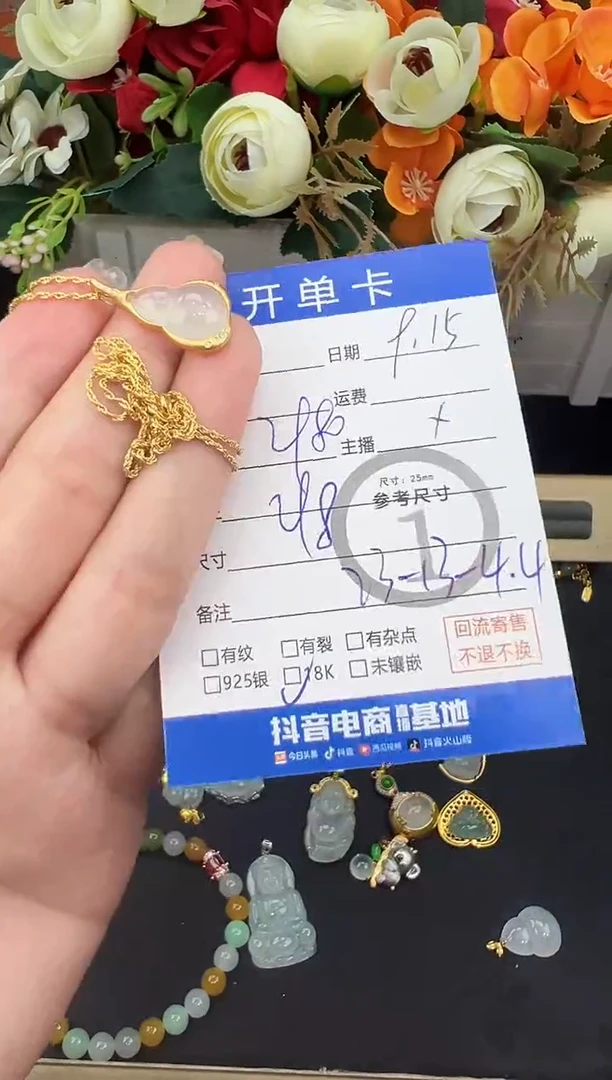 开单卡
日期 9.15
运费
480
主播 +
48
尺寸：25mm
参考尺寸
1
尺寸 23-13-4.4
备注
有纹 有裂 有杂点
925银 18K 未镶嵌
回流寄售
不退不换
抖音电商直播基地
今日头条 抖音 西瓜视频 抖音火山版